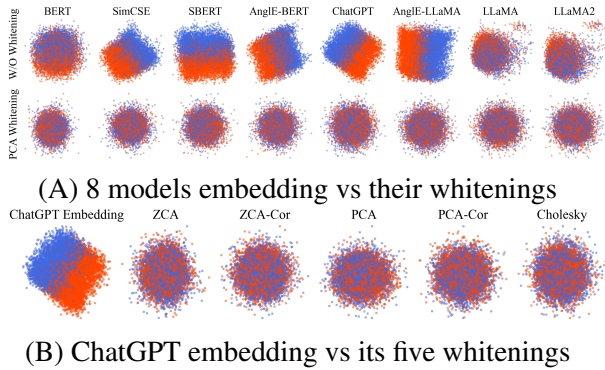 BERT SimCSE SBERT AnglE-BERT ChatGPT AnglE-LLaMA LLaMA LLaMA2
W/O Whitening
PCA Whitening
(A) 8 models embedding vs their whitenings
ChatGPT Embedding ZCA ZCA-Cor PCA PCA-Cor Cholesky
(B) ChatGPT embedding vs its five whitenings